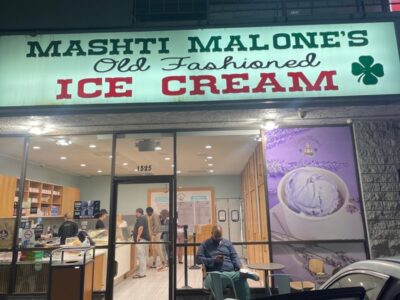 MASHTI MALONE'S
Old Fashioned
ICE CREAM
1525